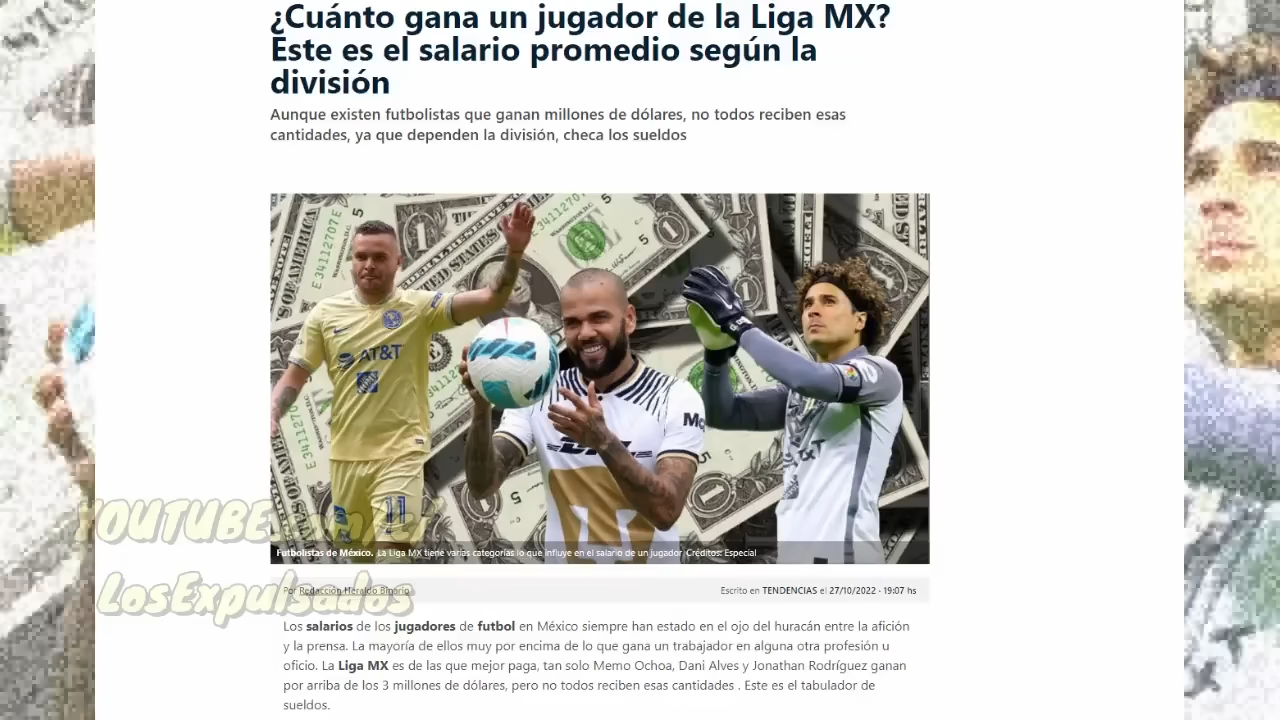 ¿Cuánto gana un jugador de la Liga MX?
Este es el salario promedio según la
división
Aunque existen futbolistas que ganan millones de dólares, no todos reciben esas
cantidades, ya que dependen la división, checa los sueldos
AT&T
11
Futbolistas de México. La Liga MX tiene varias categorías lo que influye en el salario de un jugador Créditos: Especial
YOUTUBE
LosExpulsados
Por Redacción Heraldo Binario
Escrito en TENDENCIAS el 27/10/2022 · 19:07 hs
Los salarios de los jugadores de futbol en México siempre han estado en el ojo del huracán entre la afición
y la prensa. La mayoría de ellos muy por encima de lo que gana un trabajador en alguna otra profesión u
oficio. La Liga MX es de las que mejor paga, tan solo Memo Ochoa, Dani Alves y Jonathan Rodríguez ganan
por arriba de los 3 millones de dólares, pero no todos reciben esas cantidades . Este es el tabulador de
sueldos.